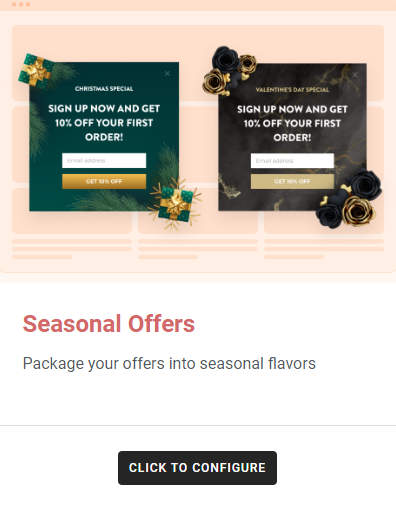 CHRISTMAS SPECIAL
SIGN UP NOW AND GET
10% OFF YOUR FIRST
ORDER!
Email address
GET 10% OFF
VALENTINE'S DAY SPECIAL
SIGN UP NOW AND GET
10% OFF YOUR FIRST
ORDER!
Email address
GET 10% OFF
Seasonal Offers
Package your offers into seasonal flavors
CLICK TO CONFIGURE